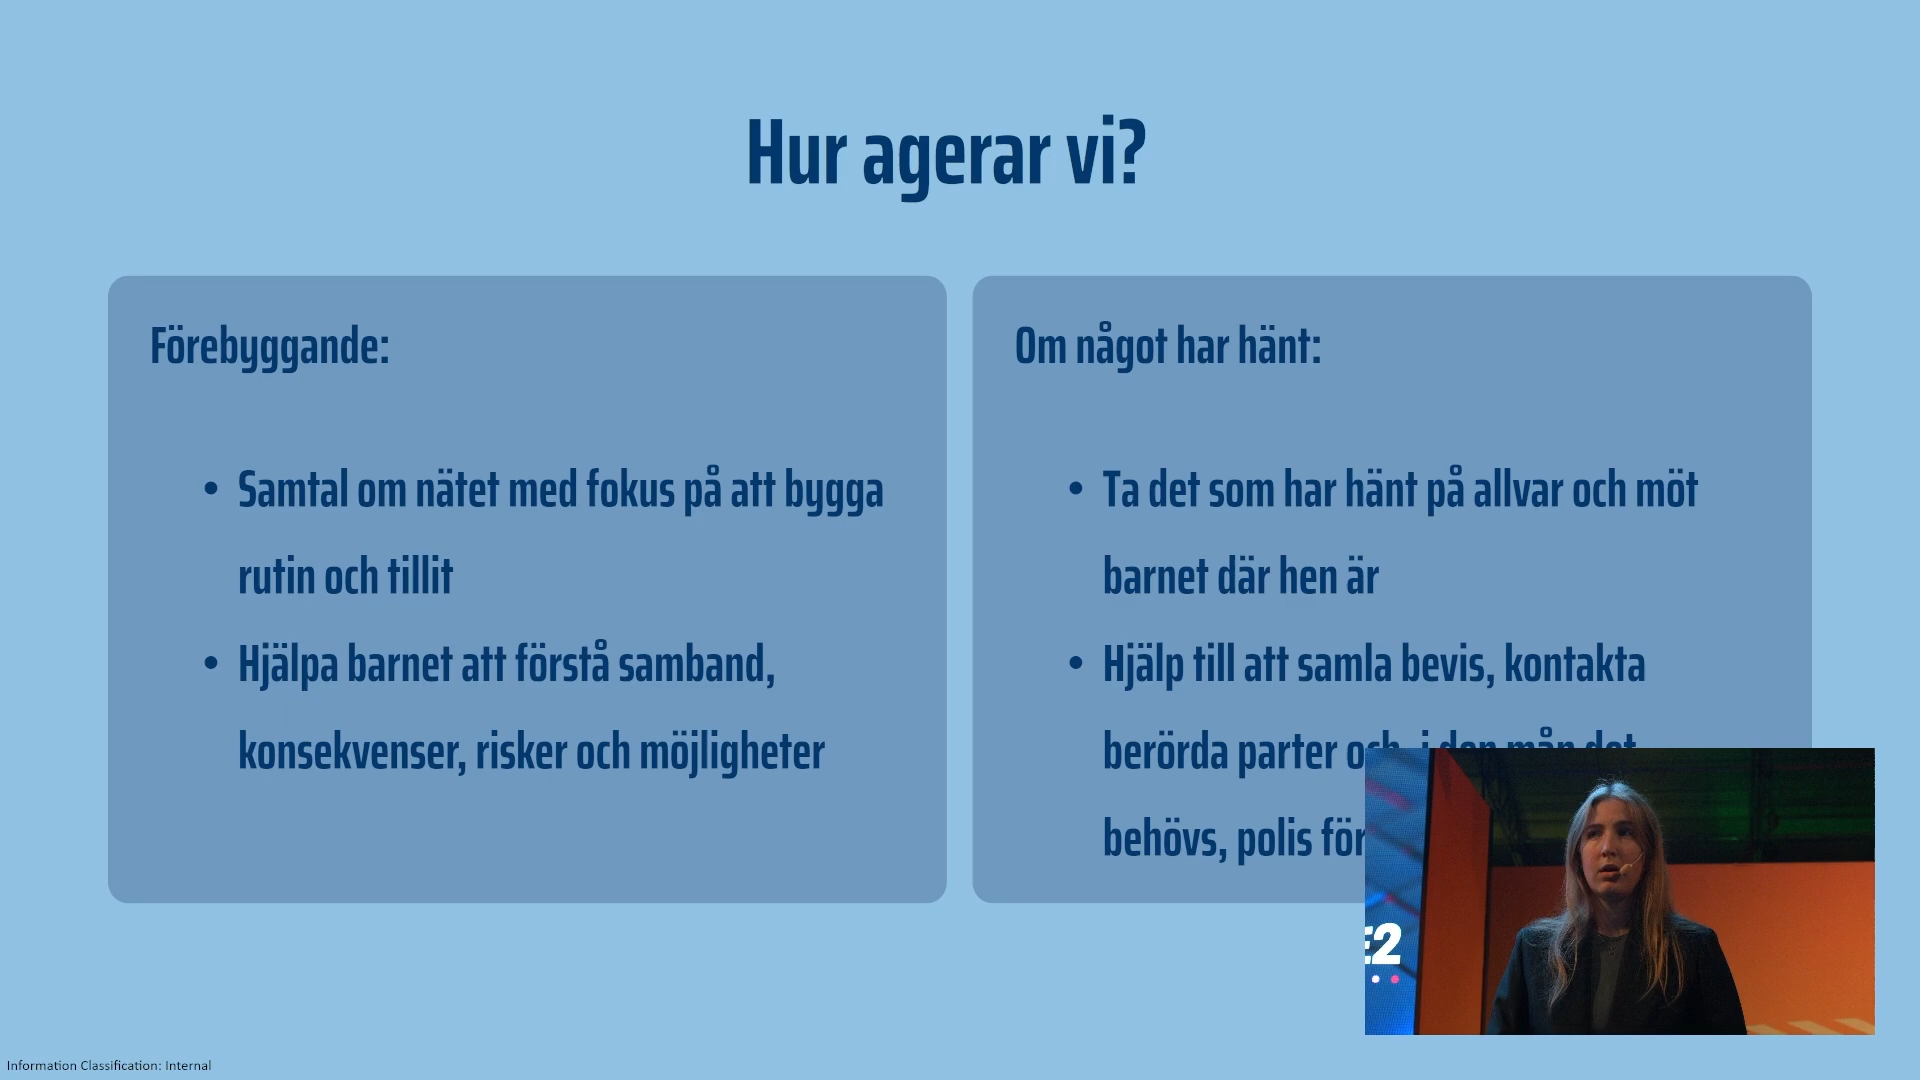 Hur agerar vi?
Förebyggande:
• Samtal om nätet med fokus på att bygga
rutin och tillit
• Hjälpa barnet att förstå samband,
konsekvenser, risker och möjligheter
Om något har hänt:
• Ta det som har hänt på allvar och möt
barnet där hen är
• Hjälp till att samla bevis, kontakta
berörda parter och, i den mån det
behövs, polis för
E2
Information Classification: Internal